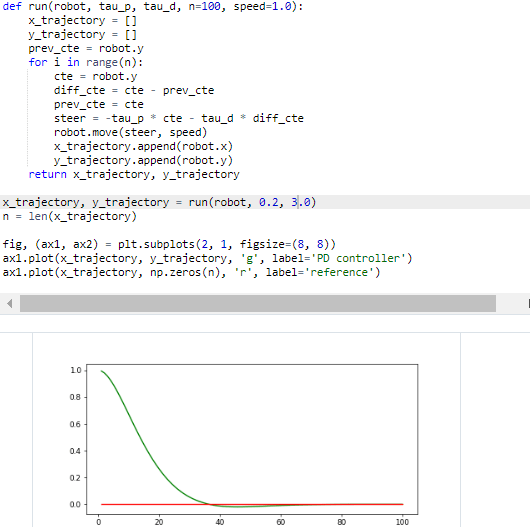 def run(robot, tau_p, tau_d, n=100, speed=1.0):
x_trajectory = []
y_trajectory = []
prev_cte = robot.y
for i in range(n):
cte = robot.y
diff_cte = cte - prev_cte
prev_cte = cte
steer = -tau_p * cte - tau_d * diff_cte
robot.move(steer, speed)
x_trajectory.append(robot.x)
y_trajectory.append(robot.y)
return x_trajectory, y_trajectory
x_trajectory, y_trajectory = run(robot, 0.2, 3.0)
n = len(x_trajectory)
fig, (ax1, ax2) = plt.subplots(2, 1, figsize=(8, 8))
ax1.plot(x_trajectory, y_trajectory, 'g', label='PD controller')
ax1.plot(x_trajectory, np.zeros(n), 'r', label='reference')
1.0
0.8
0.6
0.4
0.2
0.0
0 20 40 60 80 100